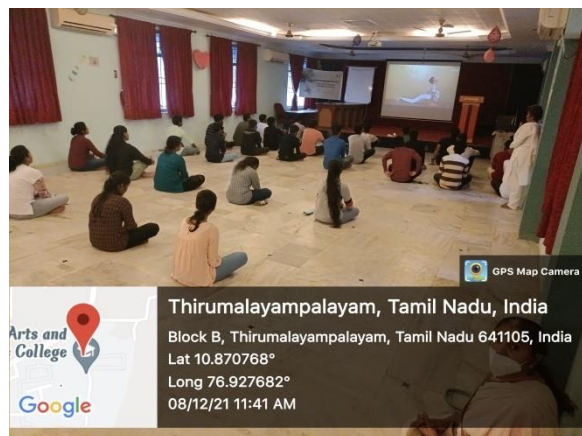 GPS Map Camera
Arts and
College
Google
Thirumalayampalayam, Tamil Nadu, India
Block B, Thirumalayampalayam, Tamil Nadu 641105, India
Lat 10.870768°
Long 76.927682°
08/12/21 11:41 AM